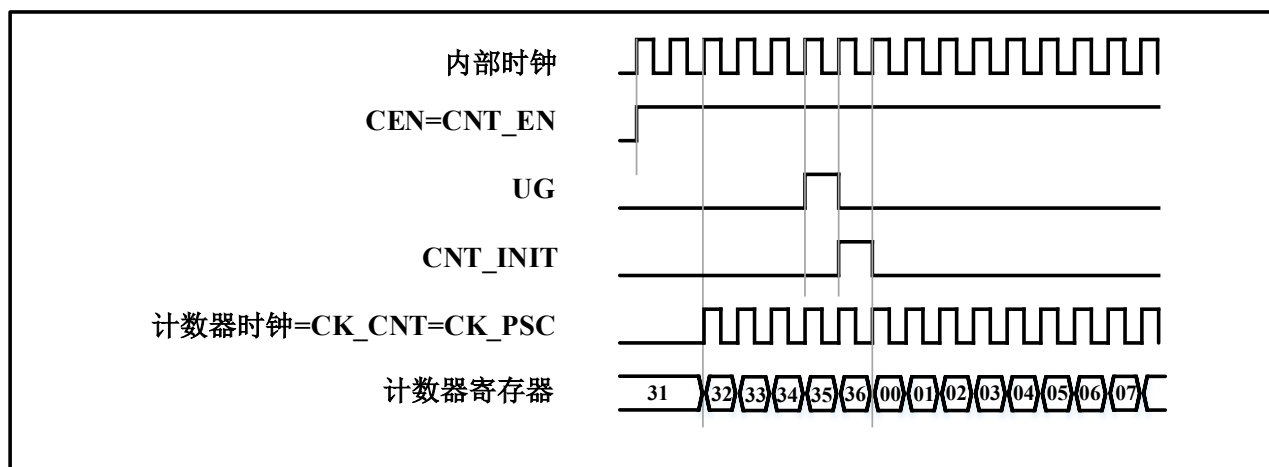 内部时钟
CEN=CNT_EN
UG
CNT_INIT
计数器时钟=CK_CNT=CK_PSC
计数器寄存器 31 32 33 34 35 36 00 01 02 03 04 05 06 07